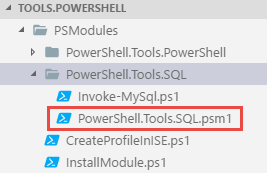 TOOLS.POWERSHELL
PSModules
PowerShell.Tools.PowerShell
PowerShell.Tools.SQL
Invoke-MySql.ps1
PowerShell.Tools.SQL.psm1
CreateProfileInISE.ps1
InstallModule.ps1